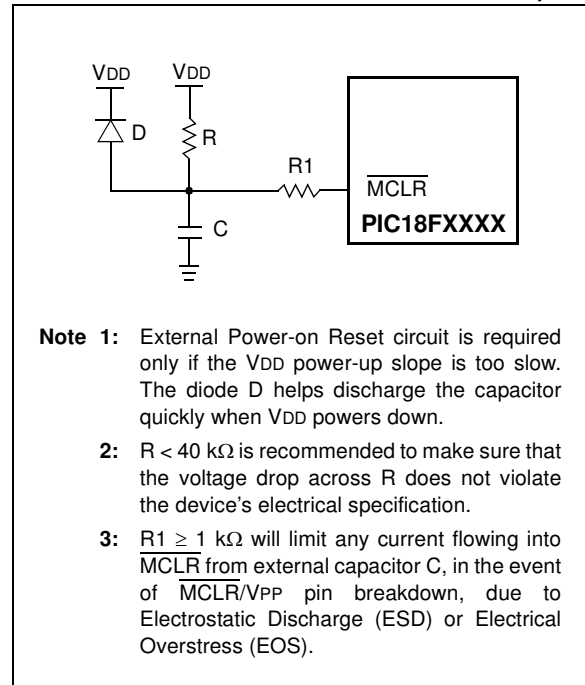 VDD VDD
D R
R1
MCLR
PIC18FXXXX
C
Note 1: External Power-on Reset circuit is required
only if the VDD power-up slope is too slow.
The diode D helps discharge the capacitor
quickly when VDD powers down.
2: R < 40 kΩ is recommended to make sure that
the voltage drop across R does not violate
the device's electrical specification.
3: R1 ≥ 1 kΩ will limit any current flowing into
MCLR from external capacitor C, in the event
of MCLR/VPP pin breakdown, due to
Electrostatic Discharge (ESD) or Electrical
Overstress (EOS).